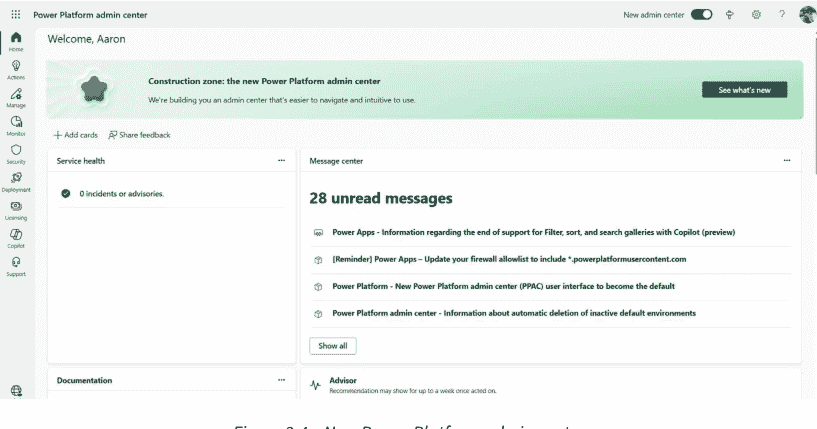 Power Platform admin center
New admin center
Home
Actions
Manage
Monitor
Security
Deployment
Licensing
Copilot
Support
Welcome, Aaron
Construction zone: the new Power Platform admin center
We're building you an admin center that's easier to navigate and intuitive to use.
See what's new
Add cards
Share feedback
Service health
0 incidents or advisories.
Message center
28 unread messages
Power Apps - Information regarding the end of support for Filter, sort, and search galleries with Copilot (preview)
[Reminder] Power Apps – Update your firewall allowlist to include *.powerplatformusercontent.com
Power Platform - New Power Platform admin center (PPAC) user interface to become the default
Power Platform admin center - Information about automatic deletion of inactive default environments
Show all
Documentation
Advisor
Recommendation may show for up to a week once acted on.